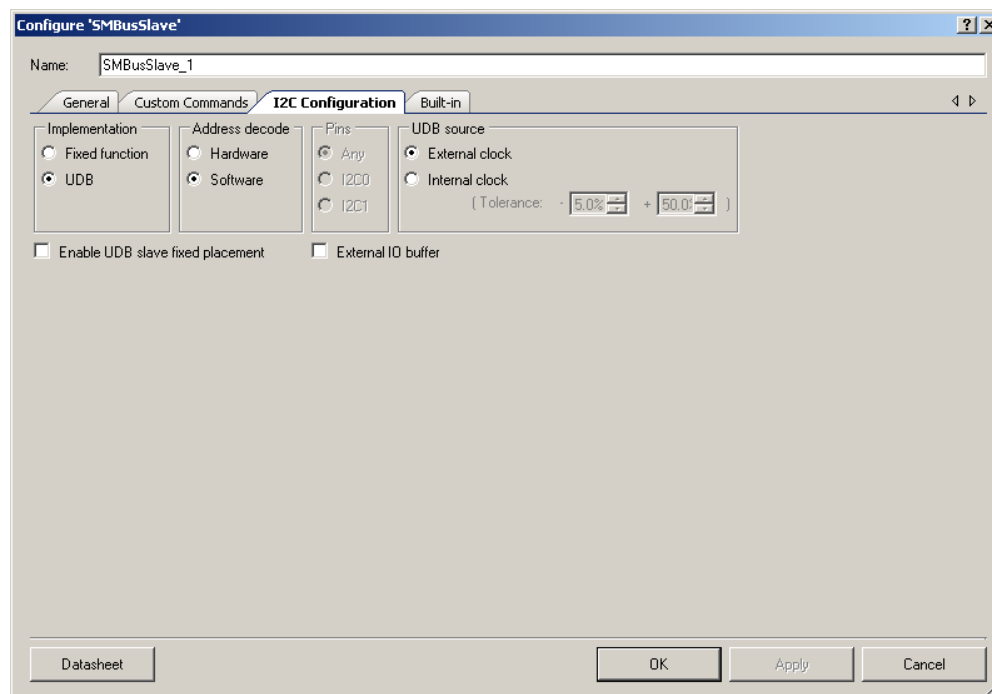 Configure 'SMBusSlave'
Name: SMBusSlave_1
General Custom Commands I2C Configuration Built-in
Implementation Address decode Pins UDB source
Fixed function Hardware Any External clock
UDB Software I2C0 Internal clock
I2C1 ( Tolerance: - 5.0% + 50.0 )
Enable UDB slave fixed placement External IO buffer
Datasheet OK Apply Cancel